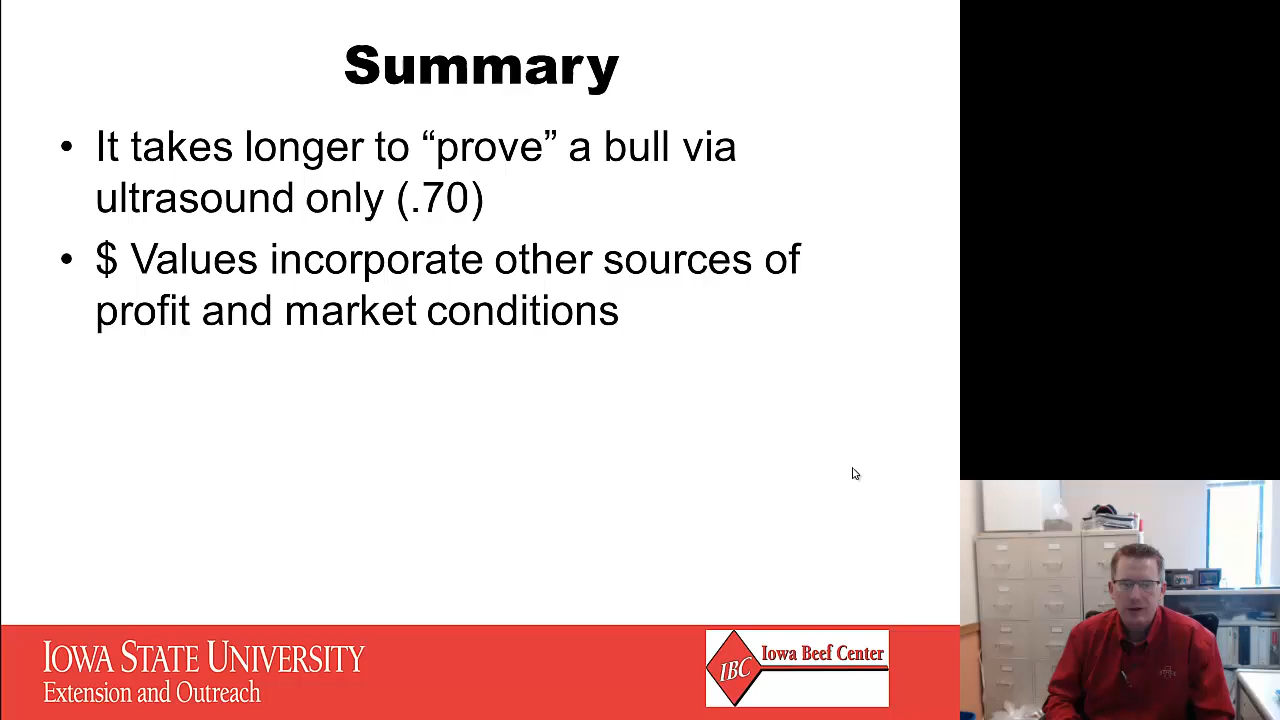 Summary
• It takes longer to “prove” a bull via
ultrasound only (.70)
• $ Values incorporate other sources of
profit and market conditions
IOWA STATE UNIVERSITY
Extension and Outreach
IBC
Iowa Beef Center